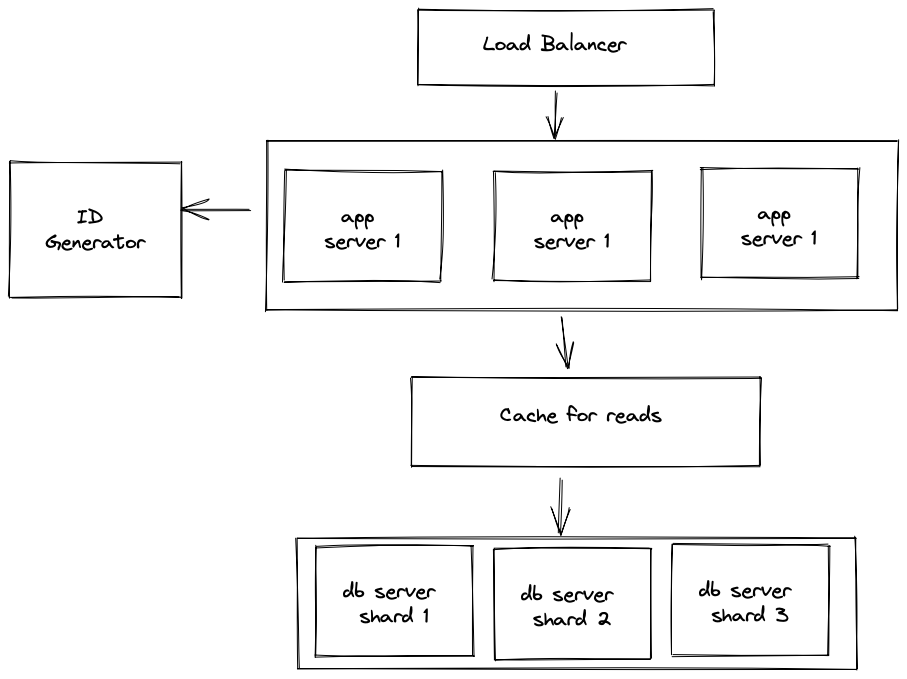 Load Balancer
ID
Generator
app
server 1
app
server 1
app
server 1
Cache for reads
db server
shard 1
db server
shard 2
db server
shard 3